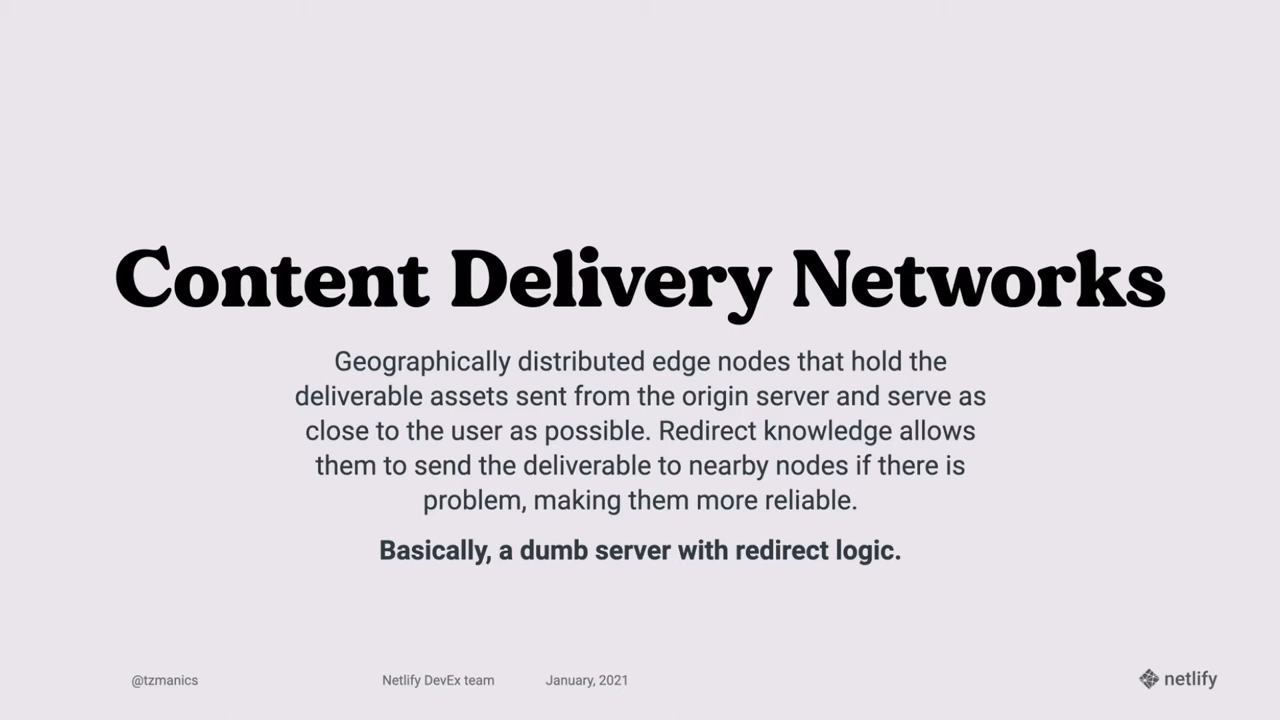 Content Delivery Networks
Geographically distributed edge nodes that hold the
deliverable assets sent from the origin server and serve as
close to the user as possible. Redirect knowledge allows
them to send the deliverable to nearby nodes if there is
problem, making them more reliable.
Basically, a dumb server with redirect logic.
@tzmanics
Netlify DevEx team
January, 2021
netlify